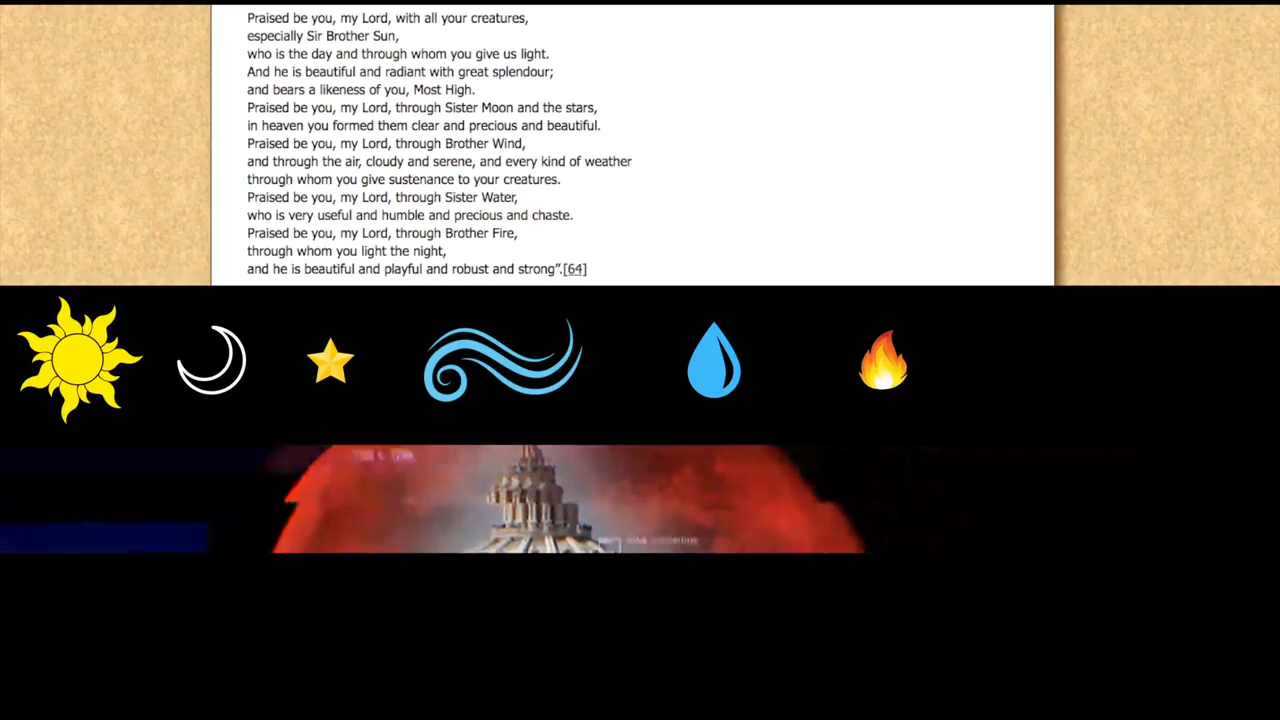 Praised be you, my Lord, with all your creatures,
especially Sir Brother Sun,
who is the day and through whom you give us light.
And he is beautiful and radiant with great splendour;
and bears a likeness of you, Most High.
Praised be you, my Lord, through Sister Moon and the stars,
in heaven you formed them clear and precious and beautiful.
Praised be you, my Lord, through Brother Wind,
and through the air, cloudy and serene, and every kind of weather
through whom you give sustenance to your creatures.
Praised be you, my Lord, through Sister Water,
who is very useful and humble and precious and chaste.
Praised be you, my Lord, through Brother Fire,
through whom you light the night,
and he is beautiful and playful and robust and strong”.[64]